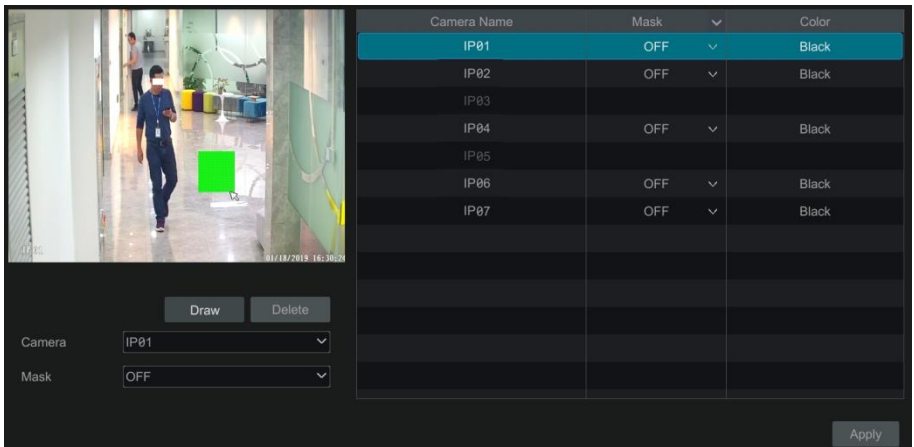 Camera Name Mask Color
IP01 OFF Black
IP02 OFF Black
IP03
IP04 OFF Black
IP05
IP06 OFF Black
IP07 OFF Black
01/18/2019 16:30:24
Draw Delete
Camera IP01
Mask OFF
Apply